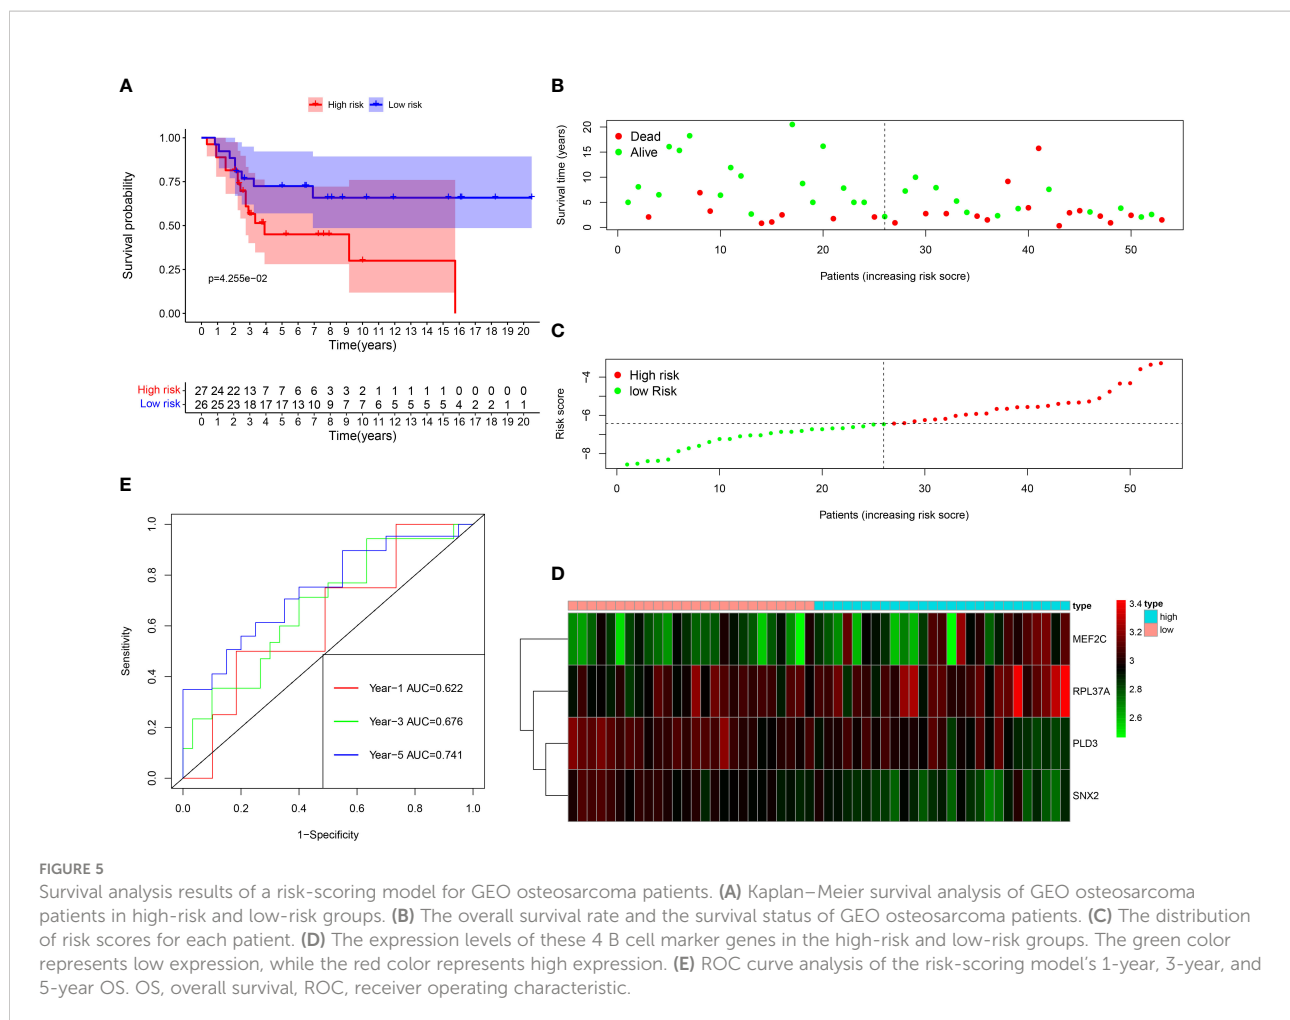 A
High risk
Low risk
Survival probability
1.00
0.75
0.50
0.25
0.00
p=4.255e−02
0 1 2 3 4 5 6 7 8 9 10 11 12 13 14 15 16 17 18 19 20
Time(years)
High risk 27 24 22 13 7 7 6 6 3 3 2 1 1 1 1 1 0 0 0 0 0
Low risk 26 25 23 18 17 17 13 10 9 7 7 6 5 5 5 5 4 2 2 1 1
0 1 2 3 4 5 6 7 8 9 10 11 12 13 14 15 16 17 18 19 20
Time(years)
B
Survival time (years)
20
15
10
5
0
Dead
Alive
0 10 20 30 40 50
Patients (increasing risk socre)
C
Risk score
−4
−6
−8
High risk
low Risk
0 10 20 30 40 50
Patients (increasing risk socre)
E
Sensitivity
1.0
0.8
0.6
0.4
0.2
0.0
Year−1 AUC=0.622
Year−3 AUC=0.676
Year−5 AUC=0.741
0.0 0.2 0.4 0.6 0.8 1.0
1−Specificity
D
type
MEF2C
RPL37A
PLD3
SNX2
3.4
3.2
3
2.8
2.6
type
high
low
FIGURE 5
Survival analysis results of a risk-scoring model for GEO osteosarcoma patients. (A) Kaplan–Meier survival analysis of GEO osteosarcoma
patients in high-risk and low-risk groups. (B) The overall survival rate and the survival status of GEO osteosarcoma patients. (C) The distribution
of risk scores for each patient. (D) The expression levels of these 4 B cell marker genes in the high-risk and low-risk groups. The green color
represents low expression, while the red color represents high expression. (E) ROC curve analysis of the risk-scoring model's 1-year, 3-year, and
5-year OS. OS, overall survival, ROC, receiver operating characteristic.